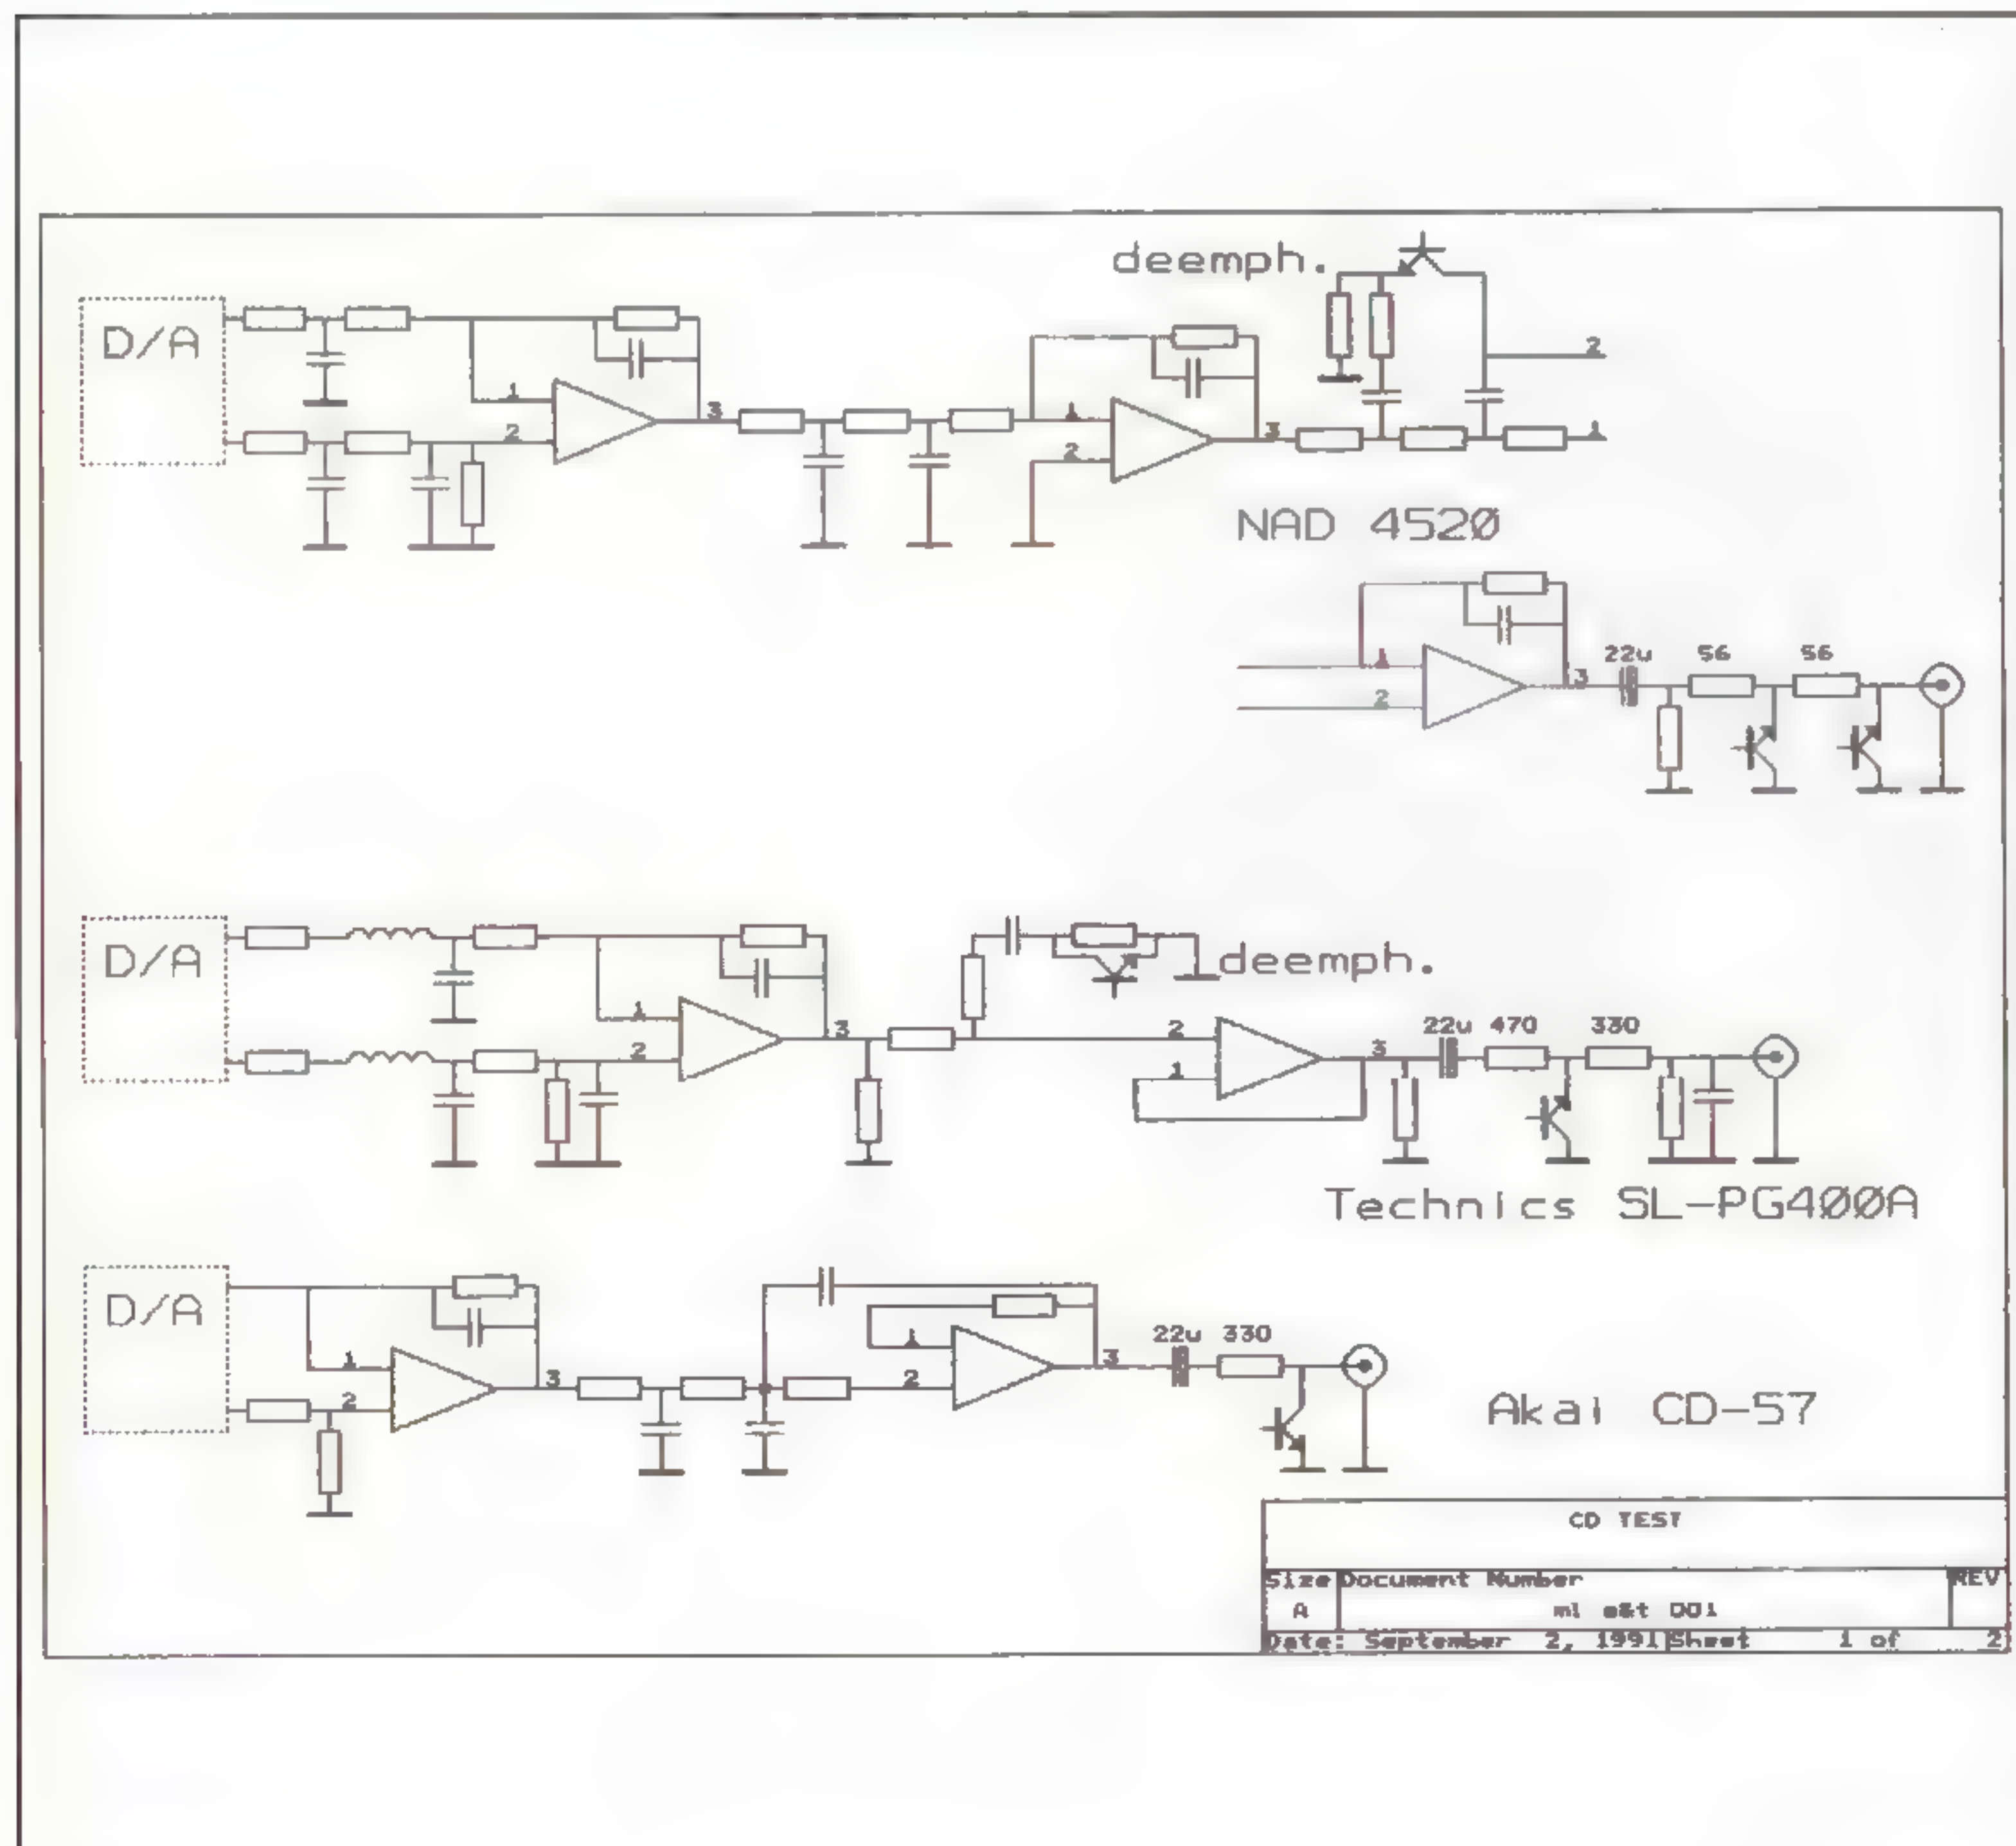 deemph.
D/A
1
2
3
1
2
3
2
1
NAD 4520
1
2
3
22u 56 56
D/A
1
2
3
deemph.
2
1
3
22u 470 330
Technics SL-PG400A
D/A
1
2
3
1
2
3
22u 330
Akai CD-57
CD TEST
Size Document Number REV
A ml e&t 001
Date: September 2, 1991 Sheet 1 of 2